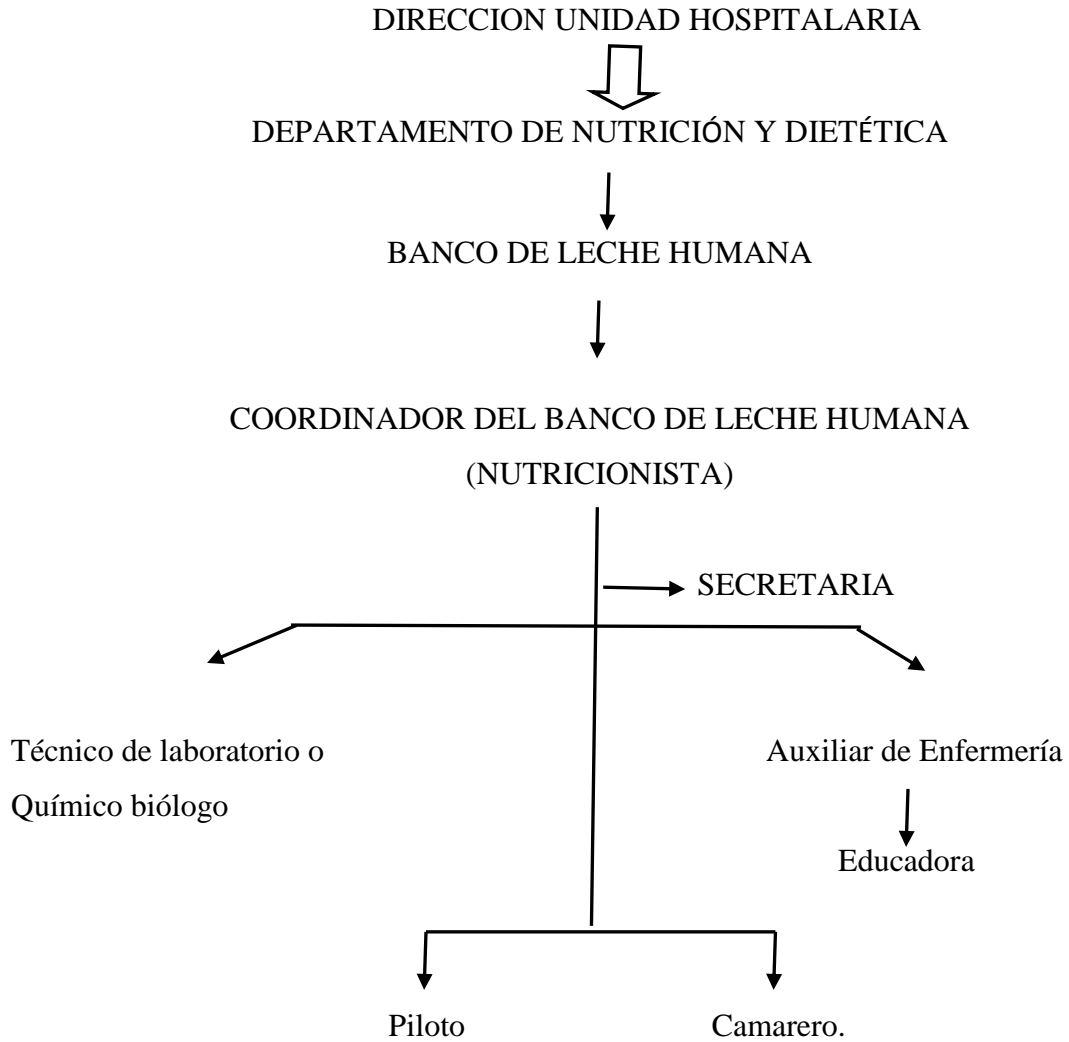 DIRECCION UNIDAD HOSPITALARIA
DEPARTAMENTO DE NUTRICIÓN Y DIETÉTICA
BANCO DE LECHE HUMANA
COORDINADOR DEL BANCO DE LECHE HUMANA
(NUTRICIONISTA)
SECRETARIA
Técnico de laboratorio o
Químico biólogo
Auxiliar de Enfermería
Educadora
Piloto
Camarero.